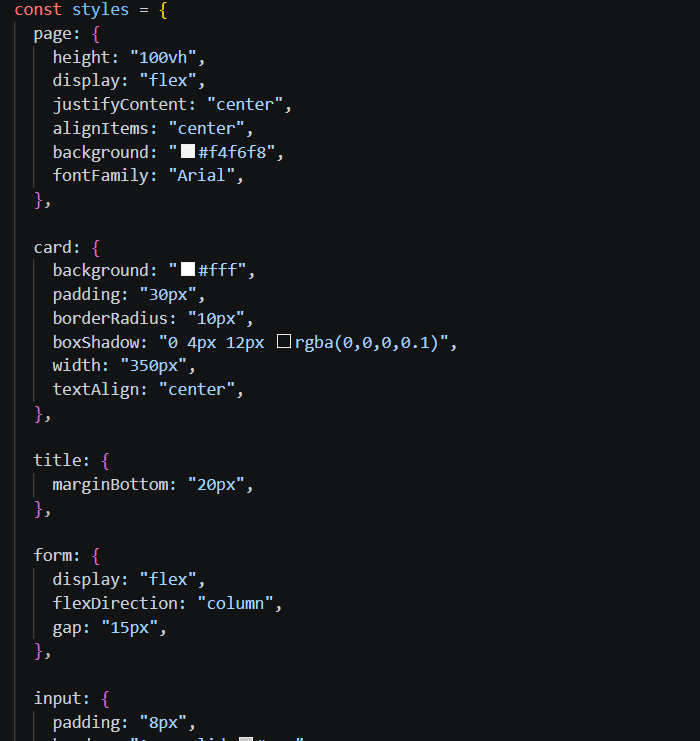 const styles = {
page: {
height: "100vh",
display: "flex",
justifyContent: "center",
alignItems: "center",
background: "#f4f6f8",
fontFamily: "Arial",
},
card: {
background: "#fff",
padding: "30px",
borderRadius: "10px",
boxShadow: "0 4px 12px rgba(0,0,0,0.1)",
width: "350px",
textAlign: "center",
},
title: {
marginBottom: "20px",
},
form: {
display: "flex",
flexDirection: "column",
gap: "15px",
},
input: {
padding: "8px",